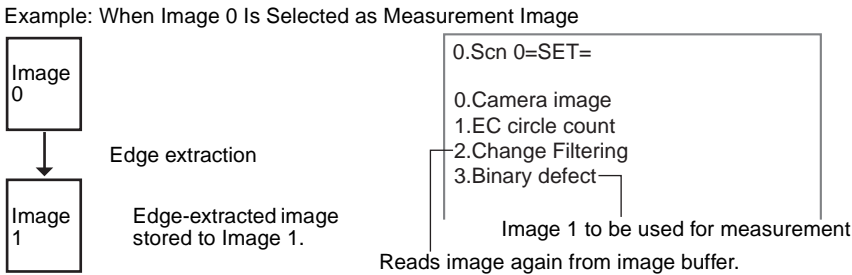 Example: When Image 0 Is Selected as Measurement Image
Image
0
Edge extraction
Image
1
Edge-extracted image
stored to Image 1.
0.Scn 0=SET=
0.Camera image
1.EC circle count
2.Change Filtering
3.Binary defect
Image 1 to be used for measurement
Reads image again from image buffer.